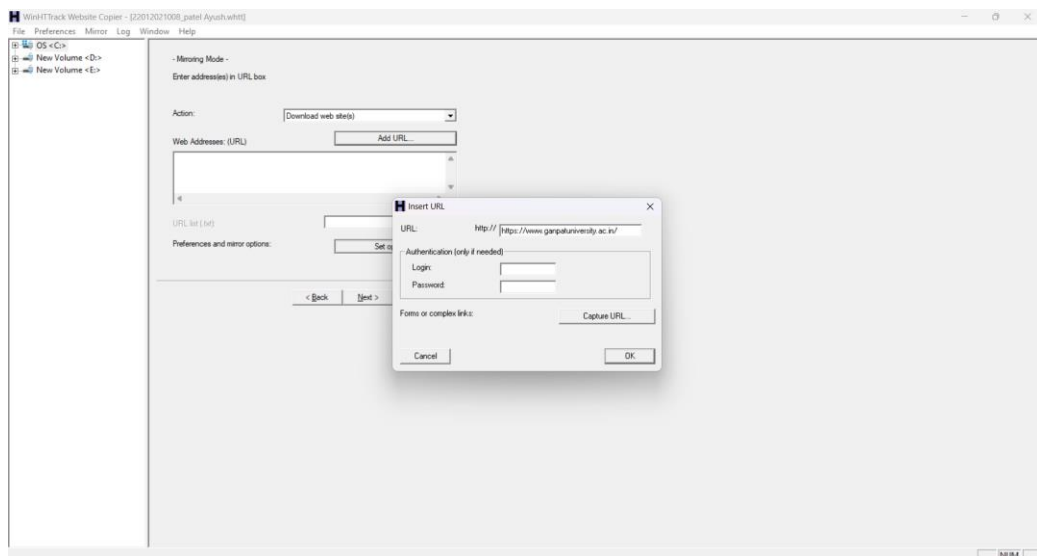 WinHTTrack Website Copier - [22012021008_patel Ayush.whtt]
File Preferences Mirror Log Window Help
OS <C:>
New Volume <D:>
New Volume <E:>
- Mirroring Mode -
Enter address(es) in URL box
Action:
Download web site(s)
Web Addresses: (URL)
Add URL...
URL list (.txt)
Preferences and mirror options:
Set op
< Back
Next >
Insert URL
URL:
http://
https://www.ganpatuniversity.ac.in/
Authentication (only if needed)
Login:
Password:
Forms or complex links:
Capture URL...
Cancel
OK
NUM